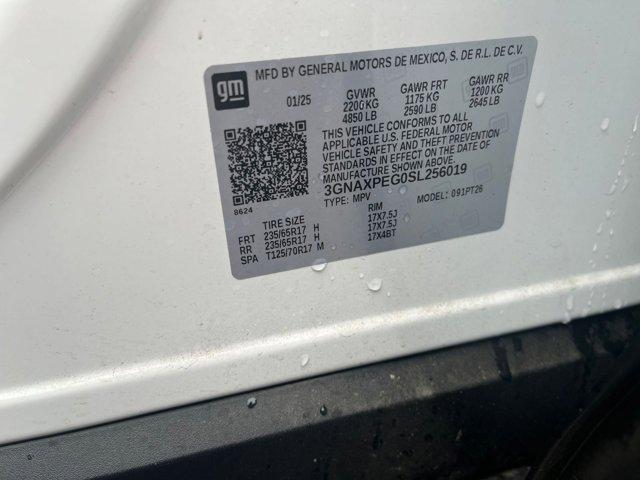 gm
MFD BY GENERAL MOTORS DE MEXICO, S. DE R.L. DE C.V.
01/25 GVWR GAWR FRT GAWR RR
2200 KG 1175 KG 1200 KG
4850 LB 2590 LB 2645 LB
THIS VEHICLE CONFORMS TO ALL
APPLICABLE U.S. FEDERAL MOTOR
VEHICLE SAFETY AND THEFT PREVENTION
STANDARDS IN EFFECT ON THE DATE OF
MANUFACTURE SHOWN ABOVE.
3GNAXPEG0SL256019
TYPE: MPV MODEL: 091PT26
8624
TIRE SIZE RIM
FRT 235/65R17 H 17X7.5J
RR 235/65R17 H 17X7.5J
SPA T125/70R17 M 17X4BT